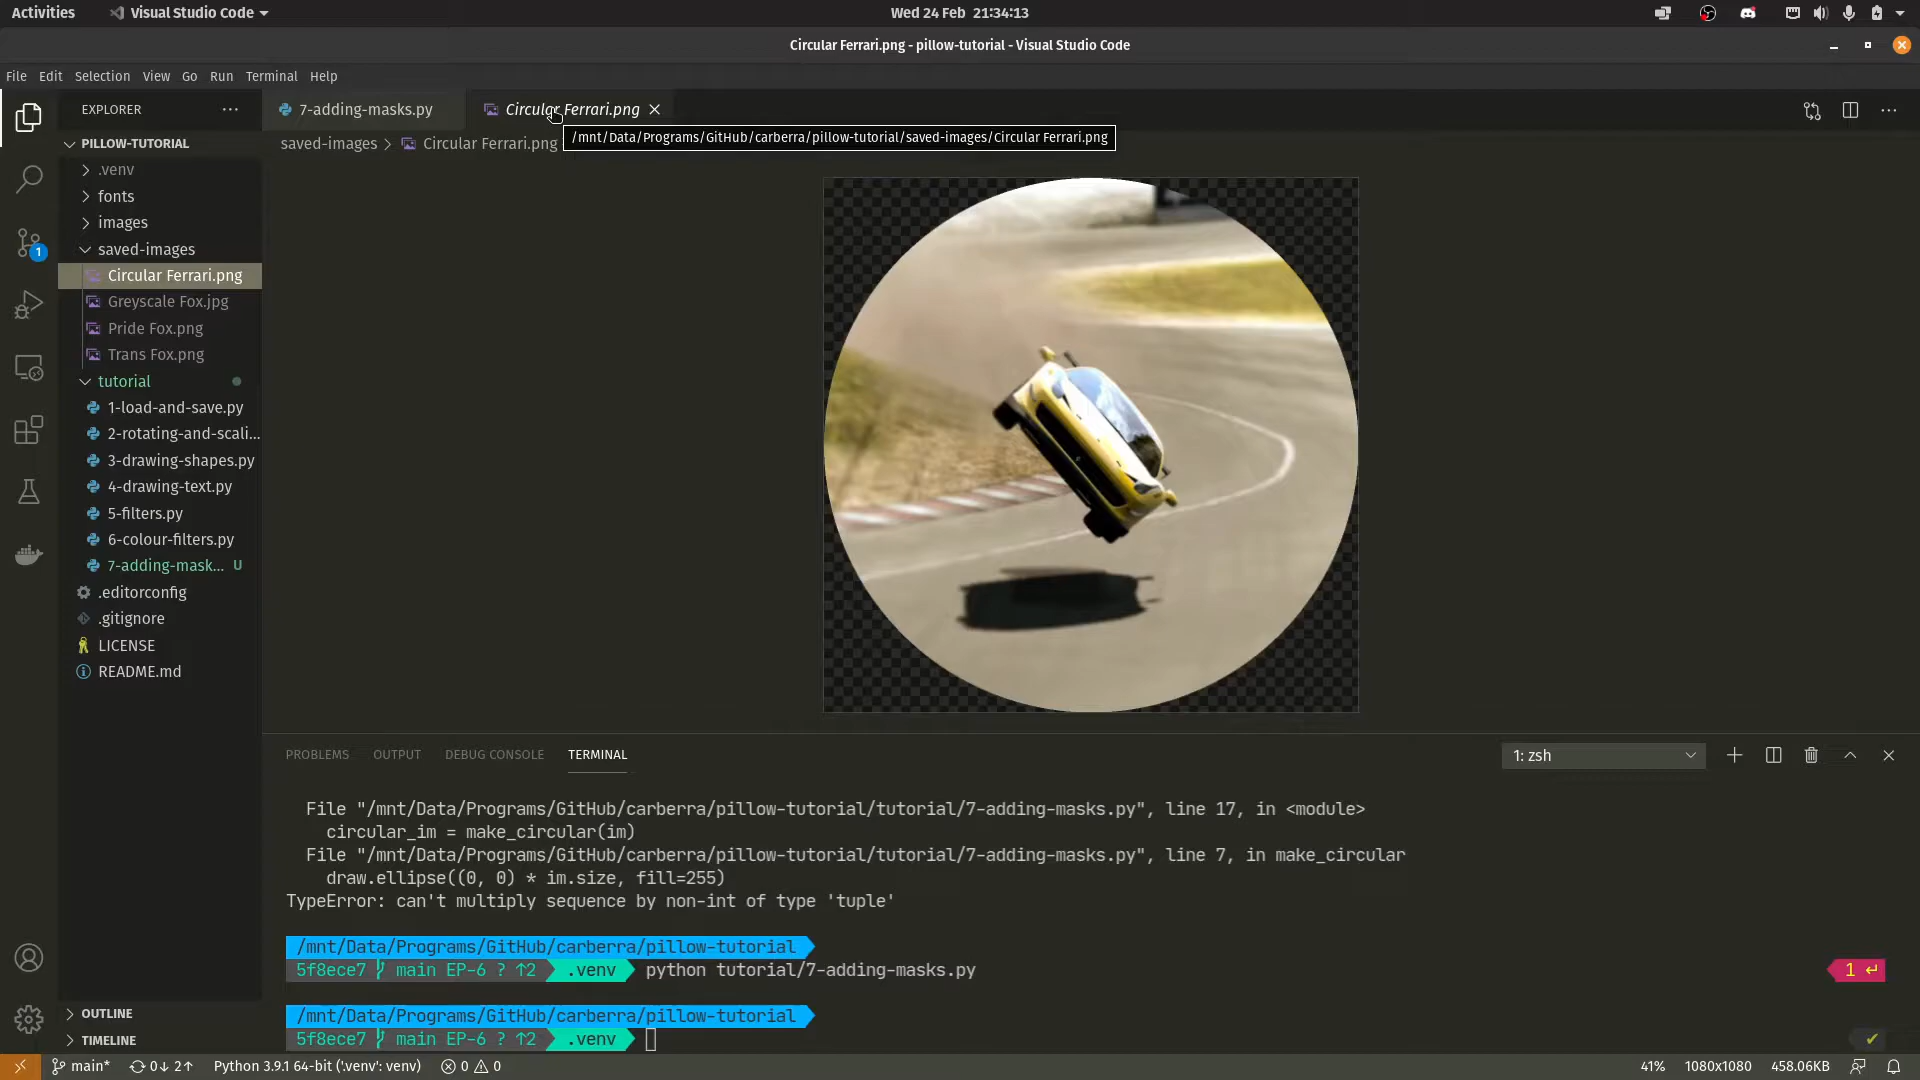 Activities
Visual Studio Code
Wed 24 Feb 21:34:13
Circular Ferrari.png - pillow-tutorial - Visual Studio Code
File Edit Selection View Go Run Terminal Help
EXPLORER
7-adding-masks.py
Circular Ferrari.png
/mnt/Data/Programs/GitHub/carberra/pillow-tutorial/saved-images/Circular Ferrari.png
saved-images > Circular Ferrari.png
PILLOW-TUTORIAL
.venv
fonts
images
saved-images
Circular Ferrari.png
Greyscale Fox.jpg
Pride Fox.png
Trans Fox.png
tutorial
1-load-and-save.py
2-rotating-and-scali...
3-drawing-shapes.py
4-drawing-text.py
5-filters.py
6-colour-filters.py
7-adding-mask... U
.editorconfig
.gitignore
LICENSE
README.md
1
OUTLINE
TIMELINE
PROBLEMS OUTPUT DEBUG CONSOLE TERMINAL
1: zsh
File "/mnt/Data/Programs/GitHub/carberra/pillow-tutorial/tutorial/7-adding-masks.py", line 17, in <module>
circular_im = make_circular(im)
File "/mnt/Data/Programs/GitHub/carberra/pillow-tutorial/tutorial/7-adding-masks.py", line 7, in make_circular
draw.ellipse((0, 0) * im.size, fill=255)
TypeError: can't multiply sequence by non-int of type 'tuple'
/mnt/Data/Programs/GitHub/carberra/pillow-tutorial
5f8ece7 main EP-6 ? ↑2 .venv python tutorial/7-adding-masks.py 1 ↵
/mnt/Data/Programs/GitHub/carberra/pillow-tutorial
5f8ece7 main EP-6 ? ↑2 .venv ✔
main* 0↓ 2↑ Python 3.9.1 64-bit ('.venv': venv) 0 0 41% 1080x1080 458.06KB